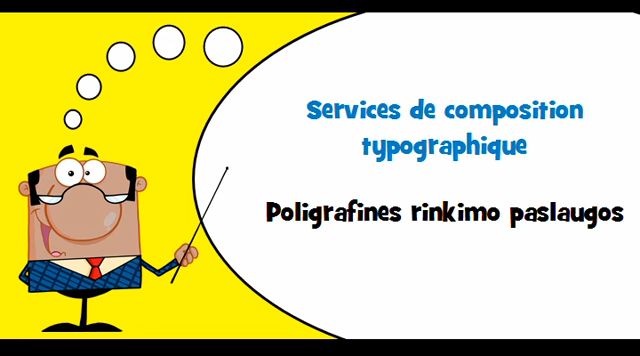 Services de composition
typographique
Poligrafines rinkimo paslaugos